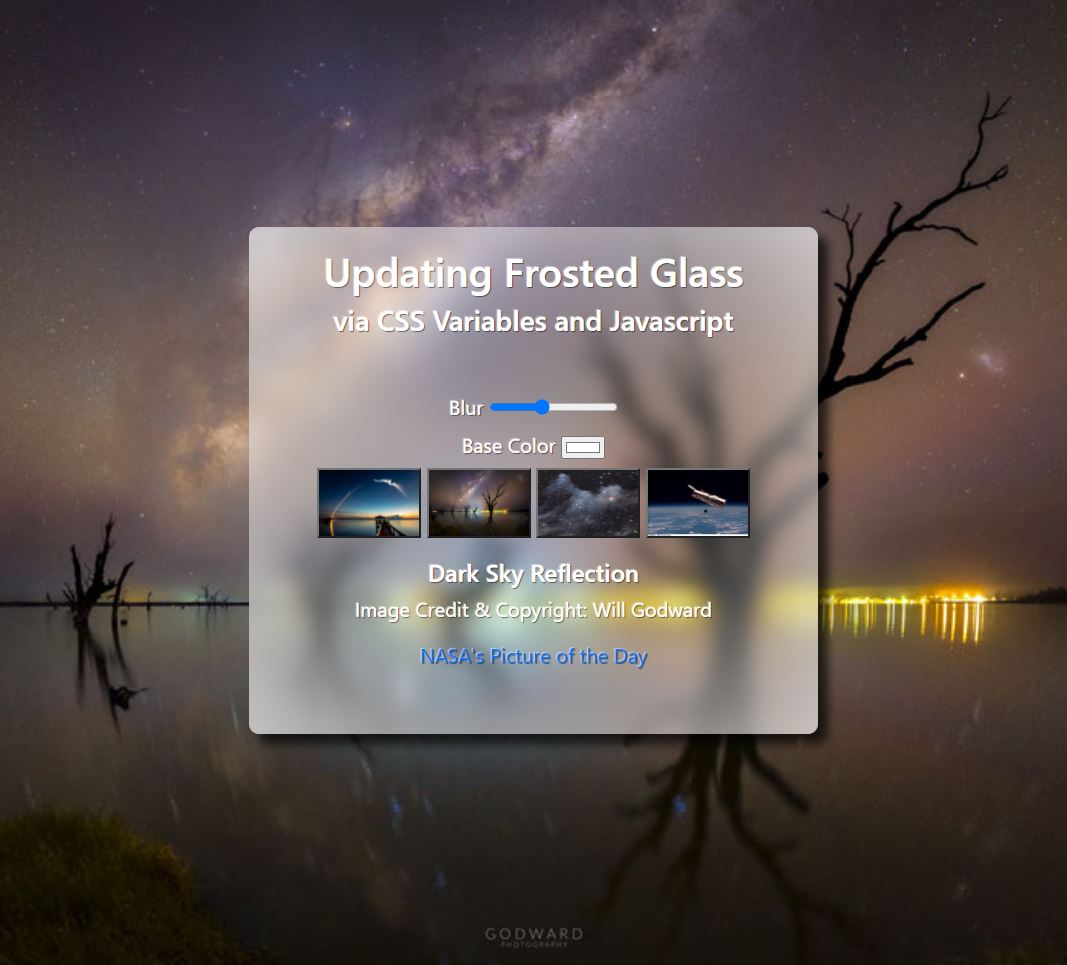 Updating Frosted Glass
via CSS Variables and Javascript
Blur
Base Color
Dark Sky Reflection
Image Credit & Copyright: Will Godward
NASA's Picture of the Day
GODWARD
PHOTOGRAPHY